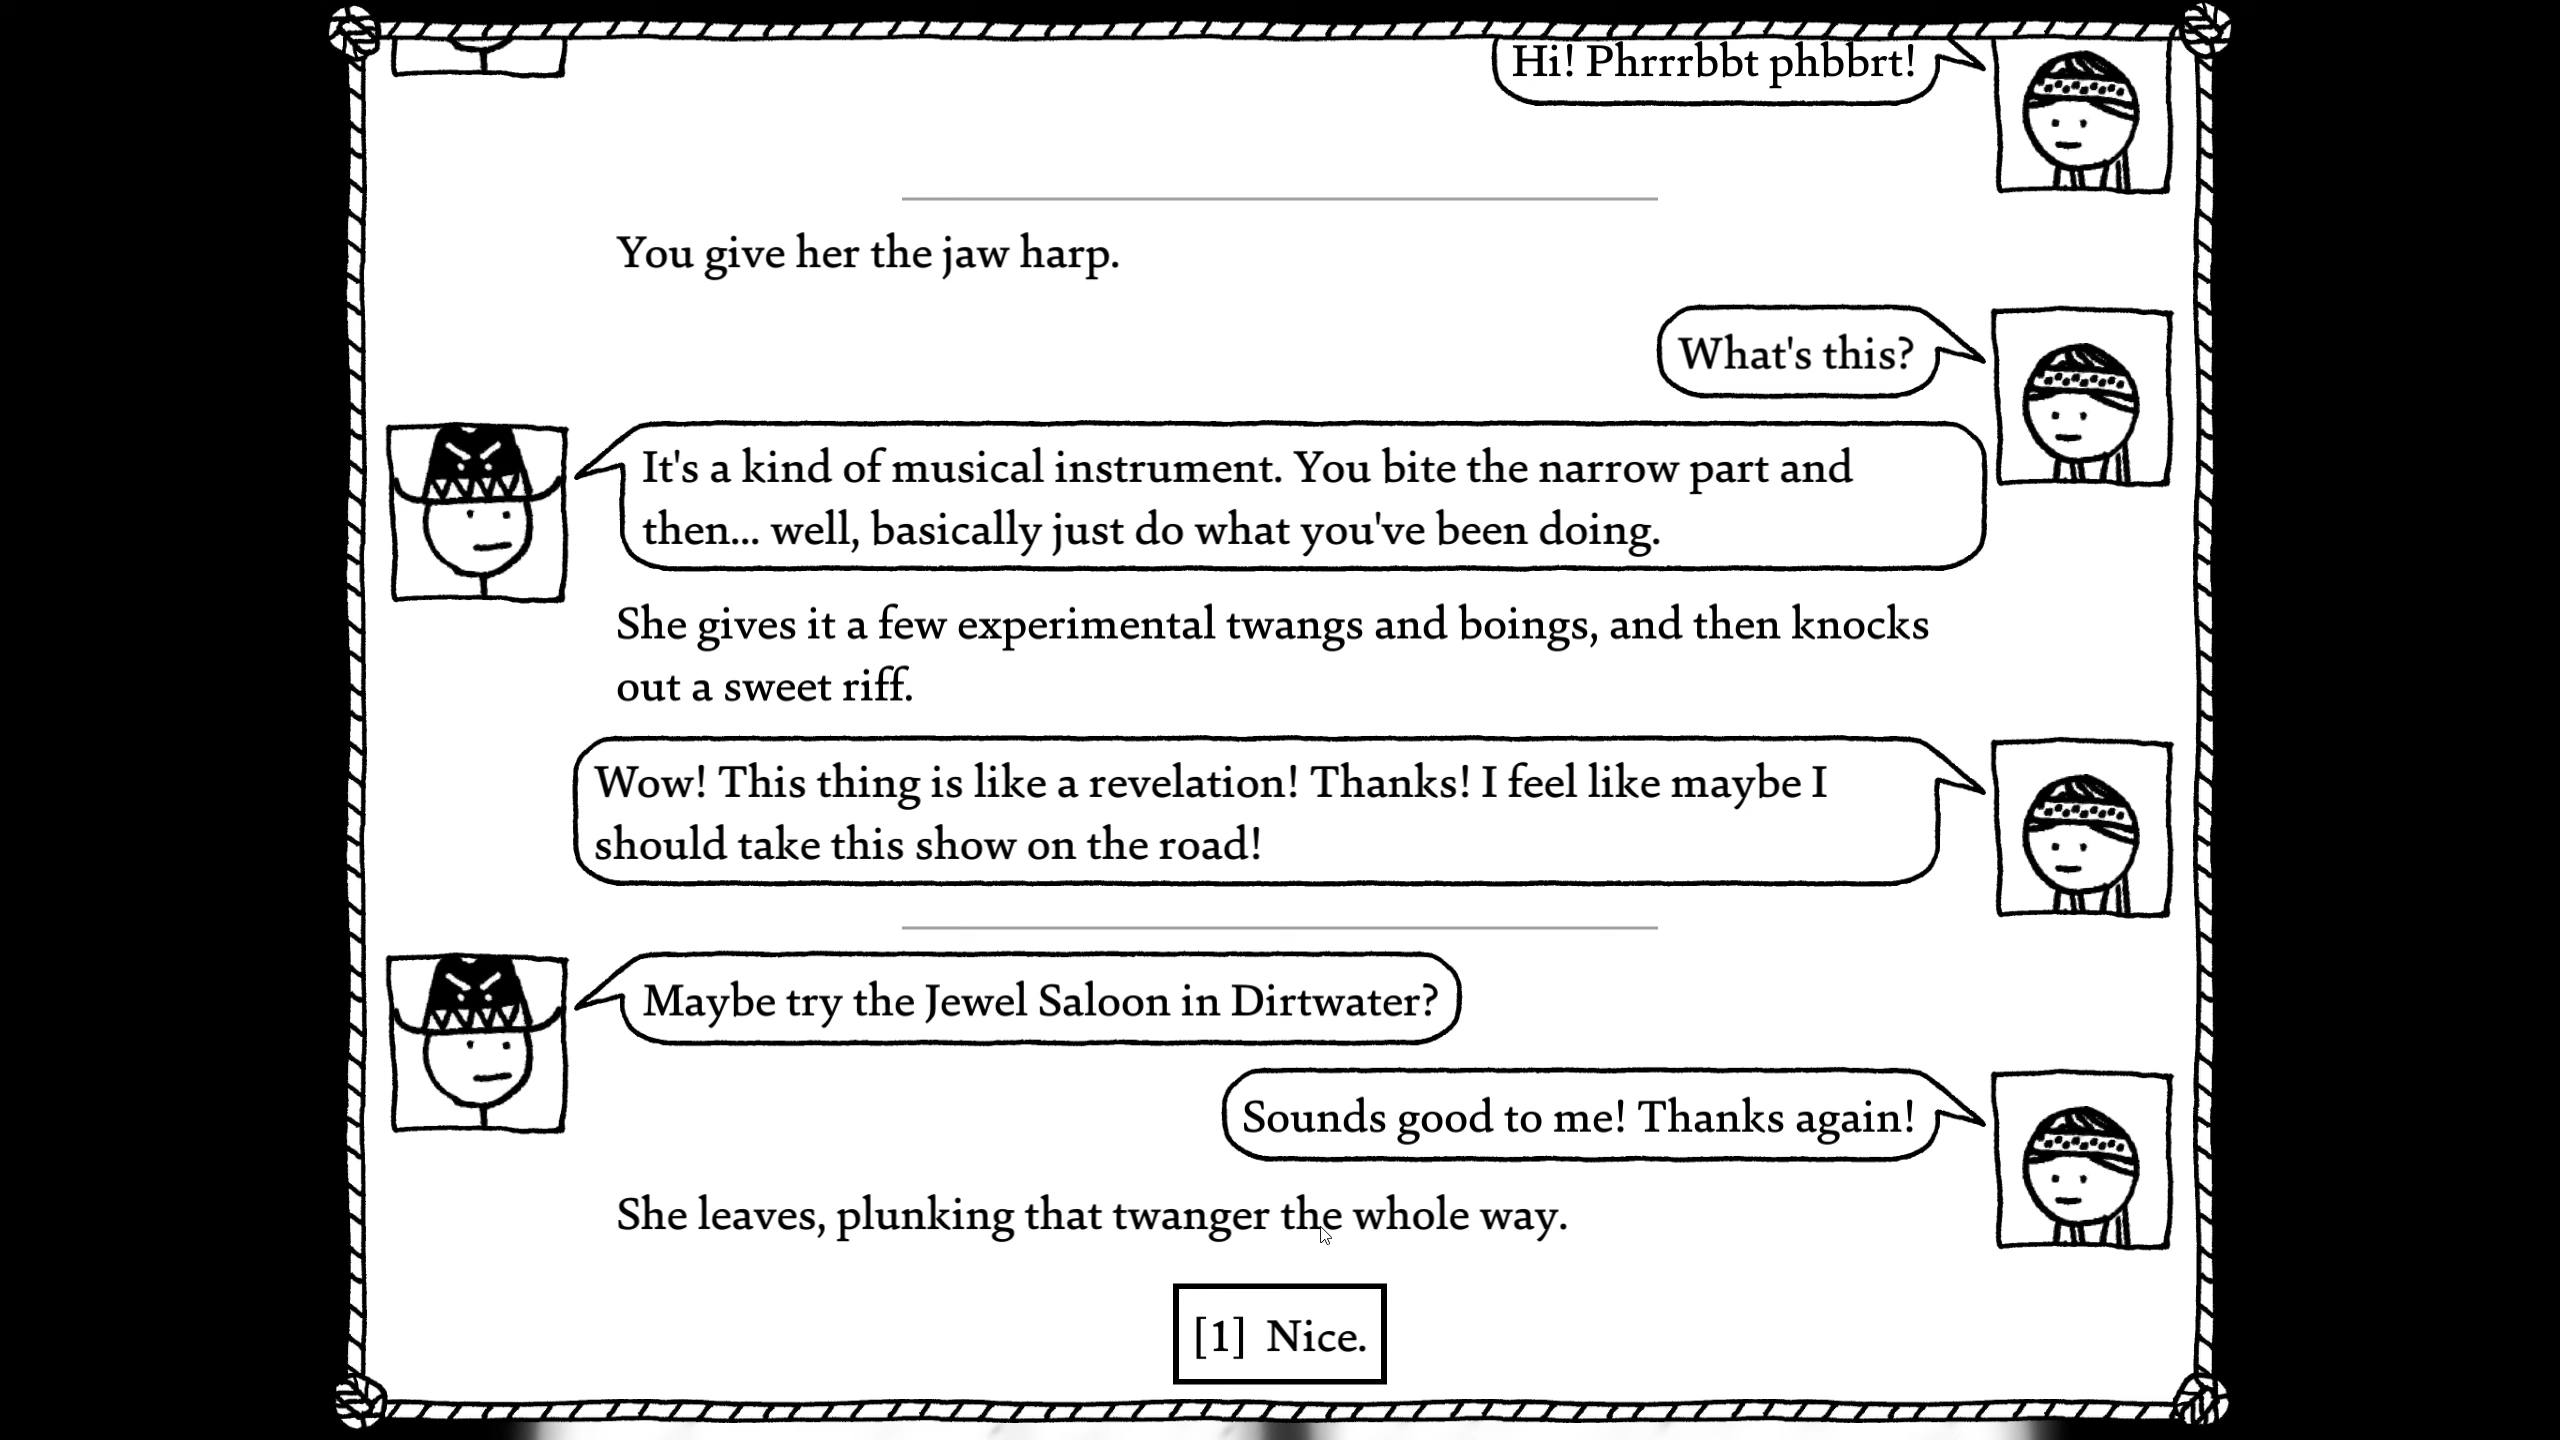 Hi! Phrrrbbt phbbrt!
You give her the jaw harp.
What's this?
It's a kind of musical instrument. You bite the narrow part and
then... well, basically just do what you've been doing.
She gives it a few experimental twangs and boings, and then knocks
out a sweet riff.
Wow! This thing is like a revelation! Thanks! I feel like maybe I
should take this show on the road!
Maybe try the Jewel Saloon in Dirtwater?
Sounds good to me! Thanks again!
She leaves, plunking that twanger the whole way.
[1] Nice.